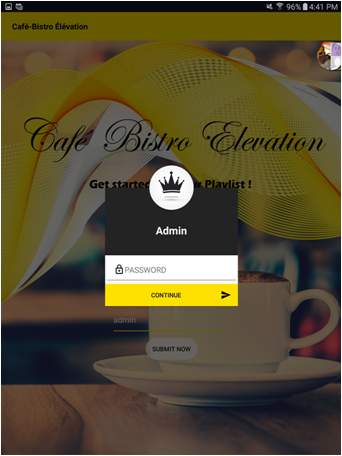 96% 4:41 PM
Café-Bistro Élévation
Café Bistro Elevation
Get started r Playlist !
Admin
PASSWORD
CONTINUE
admin
SUBMIT NOW